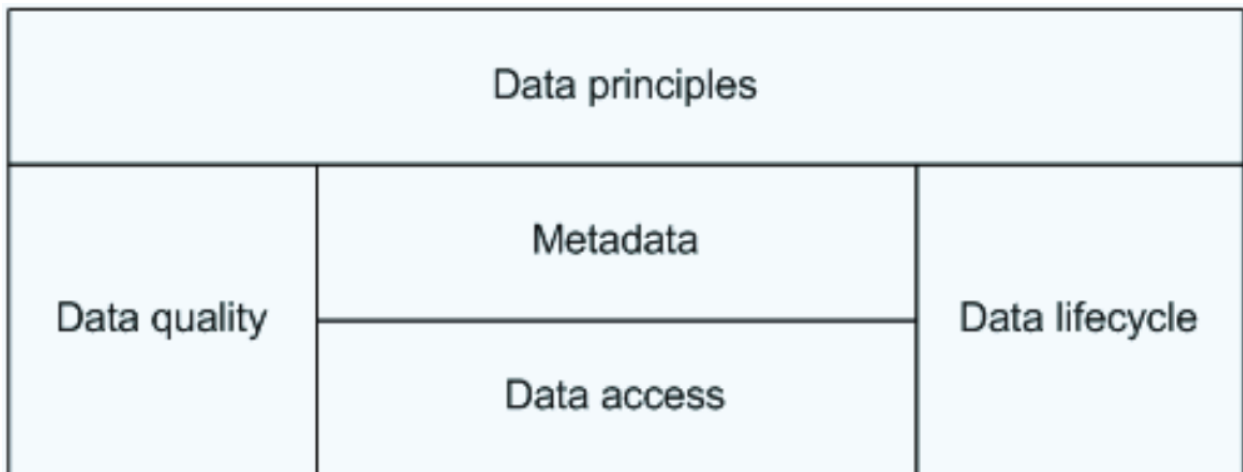 Data principles
Metadata
Data quality
Data lifecycle
Data access